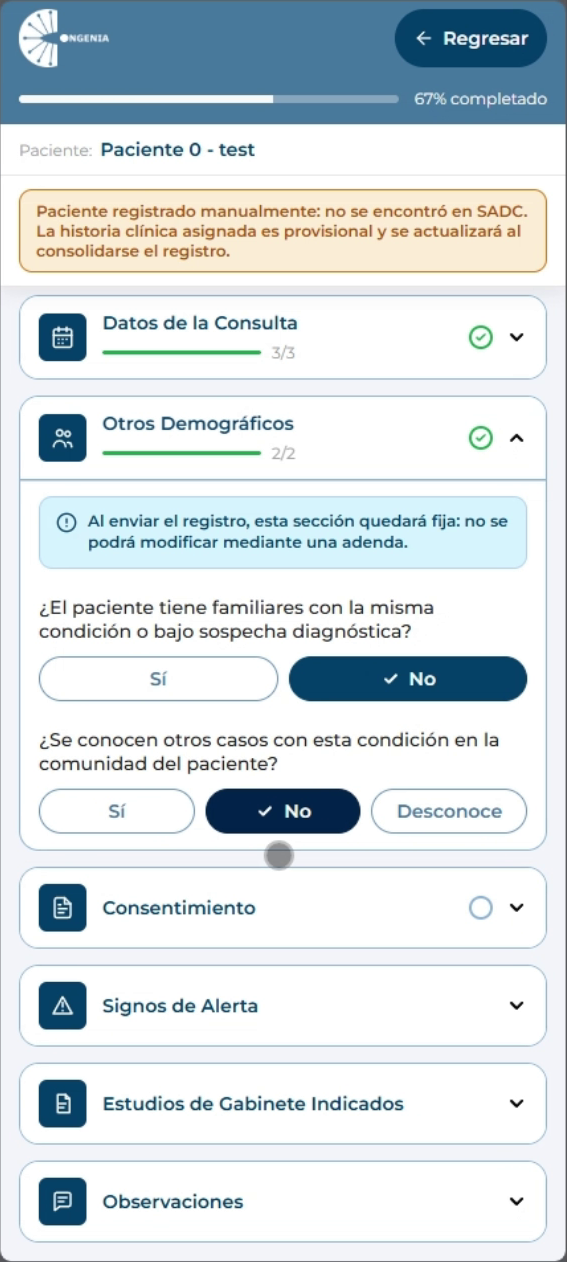 ONGENIA
← Regresar
67% completado
Paciente: Paciente 0 - test
Paciente registrado manualmente: no se encontró en SADC.
La historia clínica asignada es provisional y se actualizará al
consolidarse el registro.
Datos de la Consulta
3/3
Otros Demográficos
2/2
Al enviar el registro, esta sección quedará fija: no se
podrá modificar mediante una adenda.
¿El paciente tiene familiares con la misma
condición o bajo sospecha diagnóstica?
Sí
✓ No
¿Se conocen otros casos con esta condición en la
comunidad del paciente?
Sí
✓ No
Desconoce
Consentimiento
Signos de Alerta
Estudios de Gabinete Indicados
Observaciones